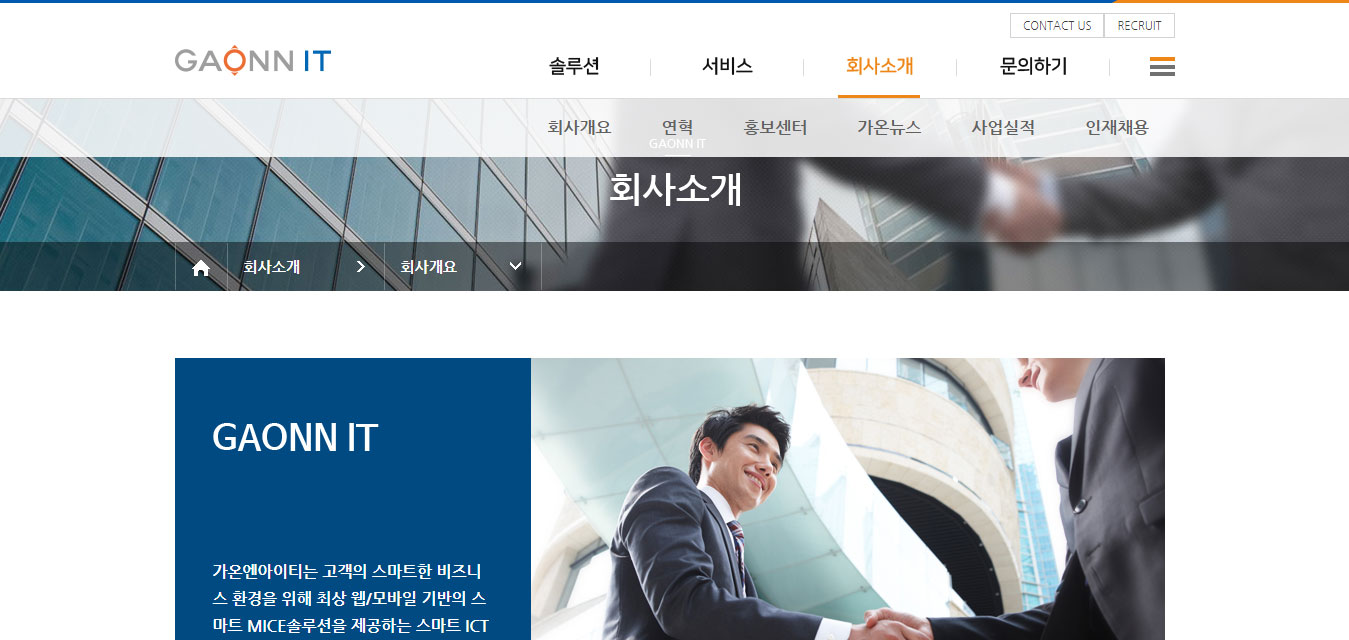 CONTACT US RECRUIT
GAONN IT
솔루션 서비스 회사소개 문의하기
회사개요 연혁 홍보센터 가온뉴스 사업실적 인재채용
GAONN IT
회사소개
회사소개 회사개요
GAONN IT
가온엔아이티는 고객의 스마트한 비즈니
스 환경을 위해 최상 웹/모바일 기반의 스
마트 MICE솔루션을 제공하는 스마트 ICT